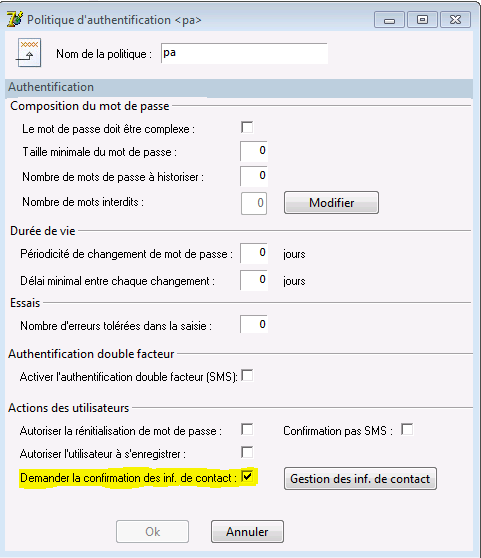 Politique d'authentification <pa>
Nom de la politique : pa
Authentification
Composition du mot de passe
Le mot de passe doit être complexe :
Taille minimale du mot de passe : 0
Nombre de mots de passe à historiser : 0
Nombre de mots interdits : 0 Modifier
Durée de vie
Périodicité de changement de mot de passe : 0 jours
Délai minimal entre chaque changement : 0 jours
Essais
Nombre d'erreurs tolérées dans la saisie : 0
Authentification double facteur
Activer l'authentification double facteur (SMS):
Actions des utilisateurs
Autoriser la rénitialisation de mot de passe : Confirmation pas SMS :
Autoriser l'utilisateur à s'enregistrer :
Demander la confirmation des inf. de contact : Gestion des inf. de contact
Ok Annuler